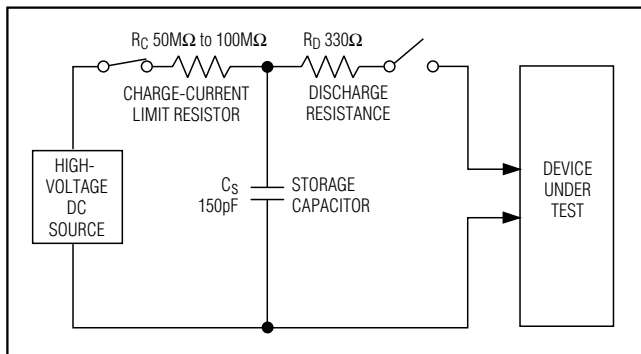 R_C 50MΩ to 100MΩ
CHARGE-CURRENT
LIMIT RESISTOR
R_D 330Ω
DISCHARGE
RESISTANCE
HIGH-
VOLTAGE
DC
SOURCE
C_S
150pF
STORAGE
CAPACITOR
DEVICE
UNDER
TEST